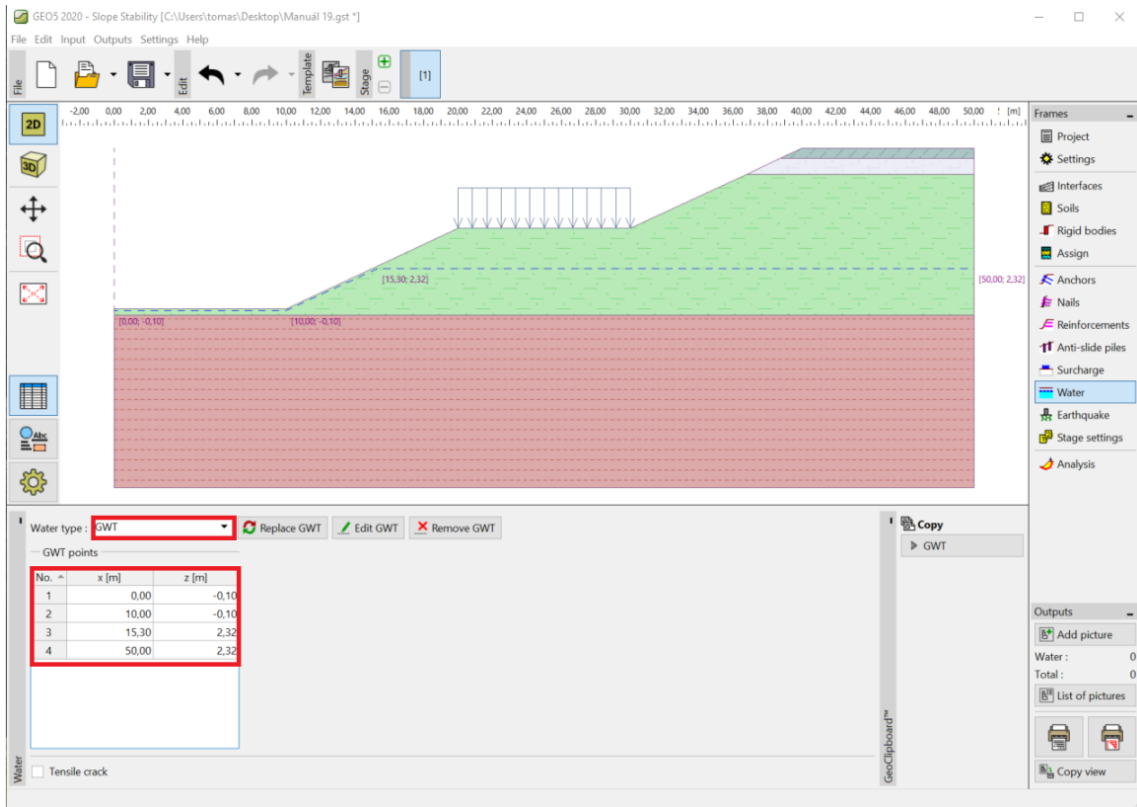 GEO5 2020 - Slope Stability [C:\Users\tomas\Desktop\Manuál 19.gst *]
File Edit Input Outputs Settings Help
File
Edit
Template
Stage
[1]
2D
3D
-2,00 0,00 2,00 4,00 6,00 8,00 10,00 12,00 14,00 16,00 18,00 20,00 22,00 24,00 26,00 28,00 30,00 32,00 34,00 36,00 38,00 40,00 42,00 44,00 46,00 48,00 50,00 [m]
[15,30; 2,32]
[50,00; 2,32]
[0,00; -0,10]
[10,00; -0,10]
Abc
Frames
Project
Settings
Interfaces
Soils
Rigid bodies
Assign
Anchors
Nails
Reinforcements
Anti-slide piles
Surcharge
Water
Earthquake
Stage settings
Analysis
Water type : GWT Replace GWT Edit GWT Remove GWT
GWT points
No. x [m] z [m]
1 0,00 -0,10
2 10,00 -0,10
3 15,30 2,32
4 50,00 2,32
Tensile crack
Water
Copy
GWT
GeoClipboard™
Outputs
Add picture
Water : 0
Total : 0
List of pictures
Copy view